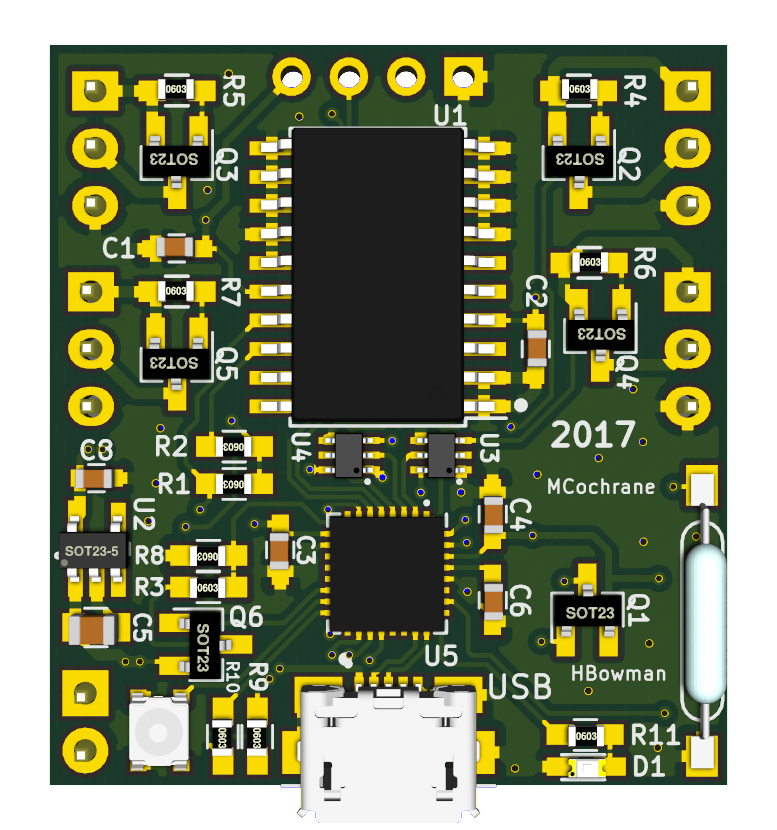 R5
0603
R4
0603
U1
SOT23
Q3
SOT23
Q2
C1
R7
0603
R6
0603
C2
SOT23
Q5
SOT23
Q4
2017
R2
0603
U4
U3
C3
R1
0603
MCochrane
U2
C4
SOT23-5
R8
0603
C3
R3
0603
C6
SOT23
Q1
C5
Q6
SOT23
U5
HBowman
R10
R9
USB
0603
0603
0603
R11
D1